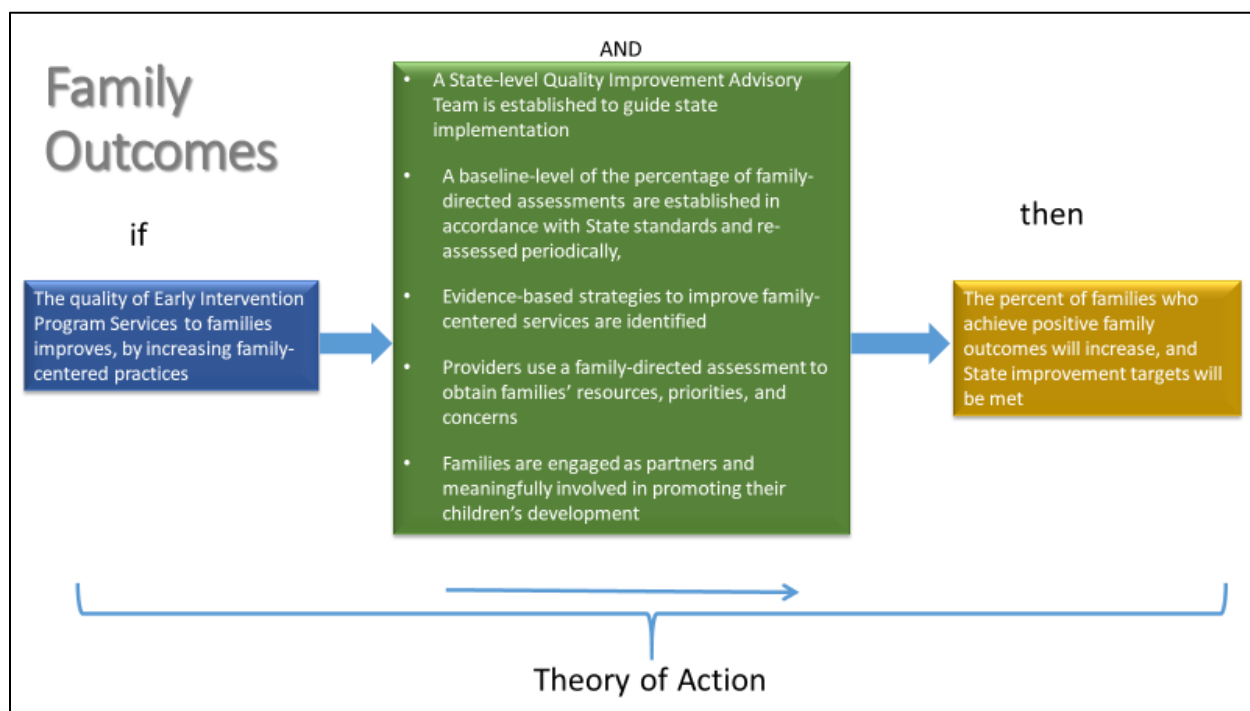 Family
Outcomes
if
The quality of Early Intervention
Program Services to families
improves, by increasing family-
centered practices
AND
• A State-level Quality Improvement Advisory
Team is established to guide state
implementation
• A baseline-level of the percentage of family-
directed assessments are established in
accordance with State standards and re-
assessed periodically,
• Evidence-based strategies to improve family-
centered services are identified
• Providers use a family-directed assessment to
obtain families’ resources, priorities, and
concerns
• Families are engaged as partners and
meaningfully involved in promoting their
children’s development
then
The percent of families who
achieve positive family
outcomes will increase, and
State improvement targets will
be met
Theory of Action